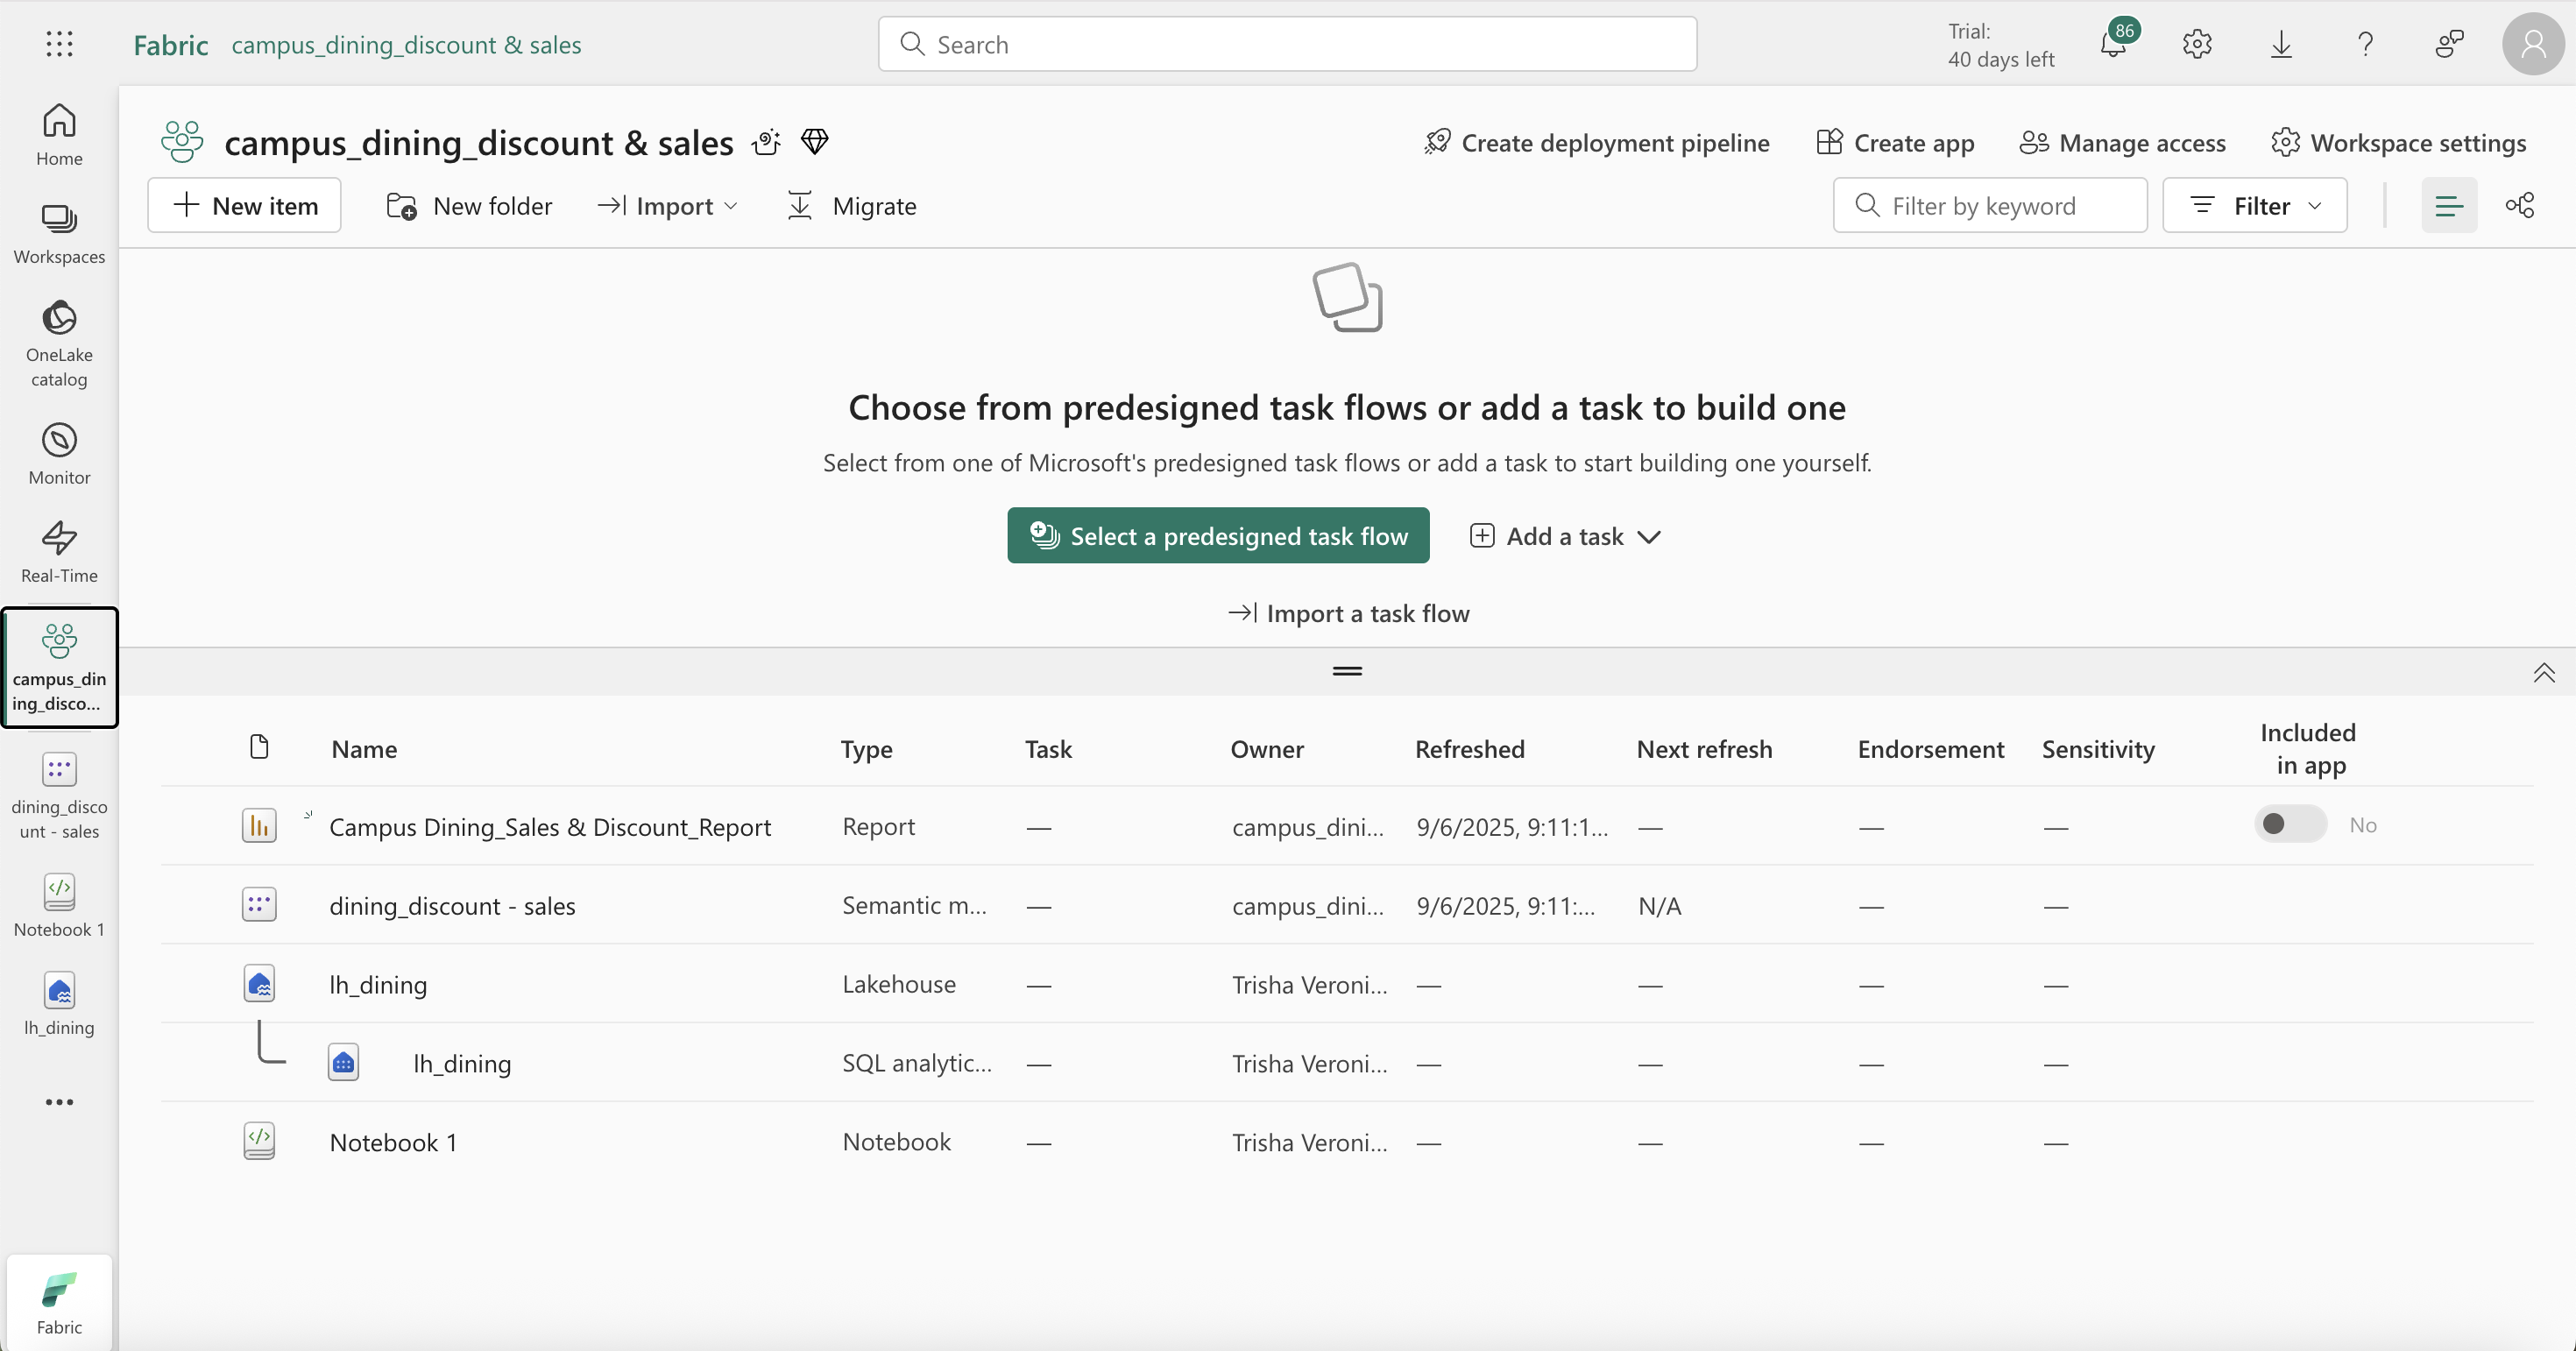 Fabric campus_dining_discount & sales
Search
Trial:
40 days left
86
Home
Workspaces
OneLake
catalog
Monitor
Real-Time
campus_din
ing_disco...
dining_disco
unt - sales
Notebook 1
lh_dining
Fabric
campus_dining_discount & sales
Create deployment pipeline Create app Manage access Workspace settings
New item New folder Import Migrate
Filter by keyword Filter
Choose from predesigned task flows or add a task to build one
Select from one of Microsoft's predesigned task flows or add a task to start building one yourself.
Select a predesigned task flow Add a task
Import a task flow
Name Type Task Owner Refreshed Next refresh Endorsement Sensitivity Included
in app
Campus Dining_Sales & Discount_Report Report — campus_dini... 9/6/2025, 9:11:1... — — — No
dining_discount - sales Semantic m... — campus_dini... 9/6/2025, 9:11:... N/A — —
lh_dining Lakehouse — Trisha Veroni... — — — —
lh_dining SQL analytic... — Trisha Veroni... — — — —
Notebook 1 Notebook — Trisha Veroni... — — — —